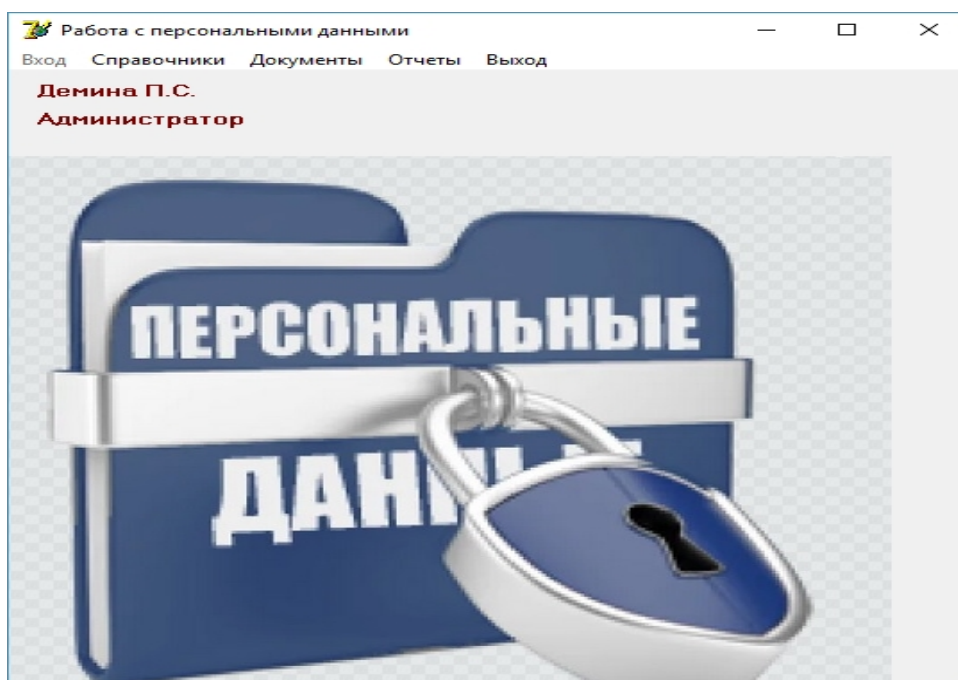 Работа с персональными данными
Вход Справочники Документы Отчеты Выход
Демина П.С.
Администратор
ПЕРСОНАЛЬНЫЕ